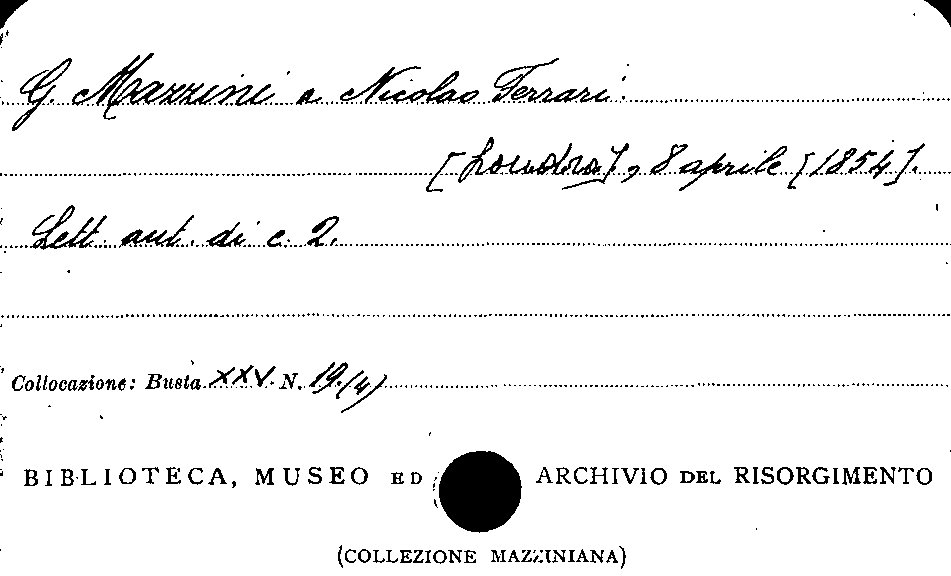 G. Mazzini a Nicolao Ferrari.
[Londra], 8 aprile [1854].
Lett. aut. di c. 2.
Collocazione: Busta XXV. N. 19.(4)
BIBLIOTECA, MUSEO ED ARCHIVIO DEL RISORGIMENTO
(COLLEZIONE MAZZINIANA)